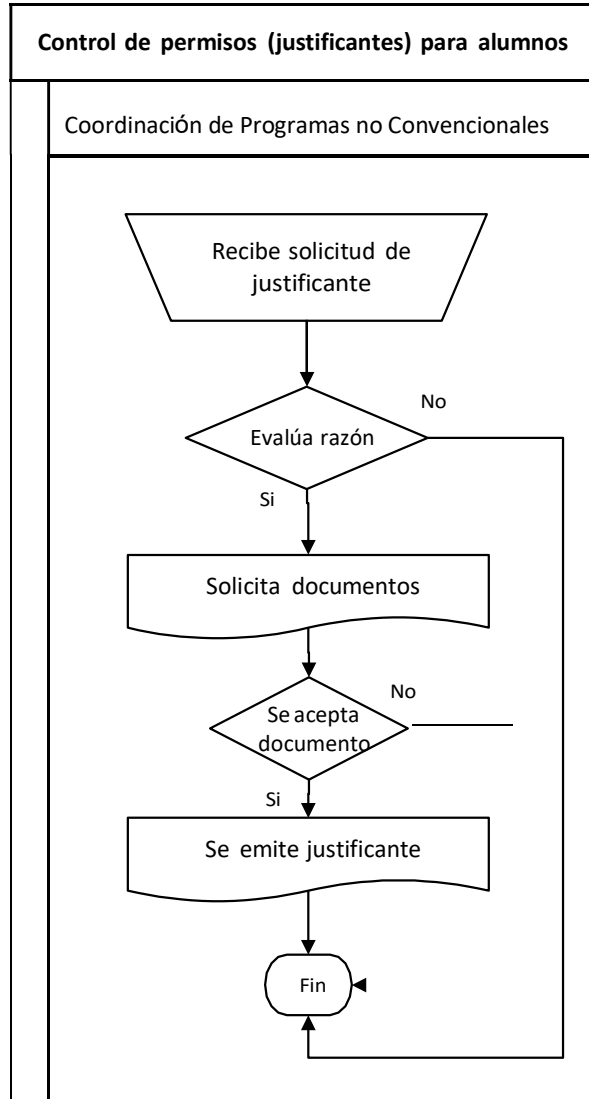 Control de permisos (justificantes) para alumnos
Coordinación de Programas no Convencionales
Recibe solicitud de
justificante
No
Evalúa razón
Si
Solicita documentos
No
Se acepta
documento
Si
Se emite justificante
Fin